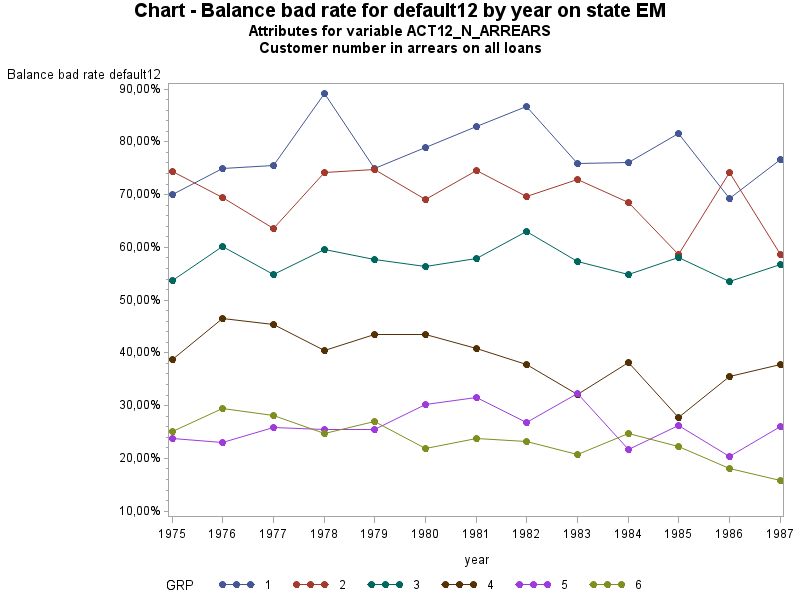 Chart - Balance bad rate for default12 by year on state EM
Attributes for variable ACT12_N_ARREARS
Customer number in arrears on all loans
Balance bad rate default12
90,00%
80,00%
70,00%
60,00%
50,00%
40,00%
30,00%
20,00%
10,00%
1975 1976 1977 1978 1979 1980 1981 1982 1983 1984 1985 1986 1987
year
GRP 1 2 3 4 5 6